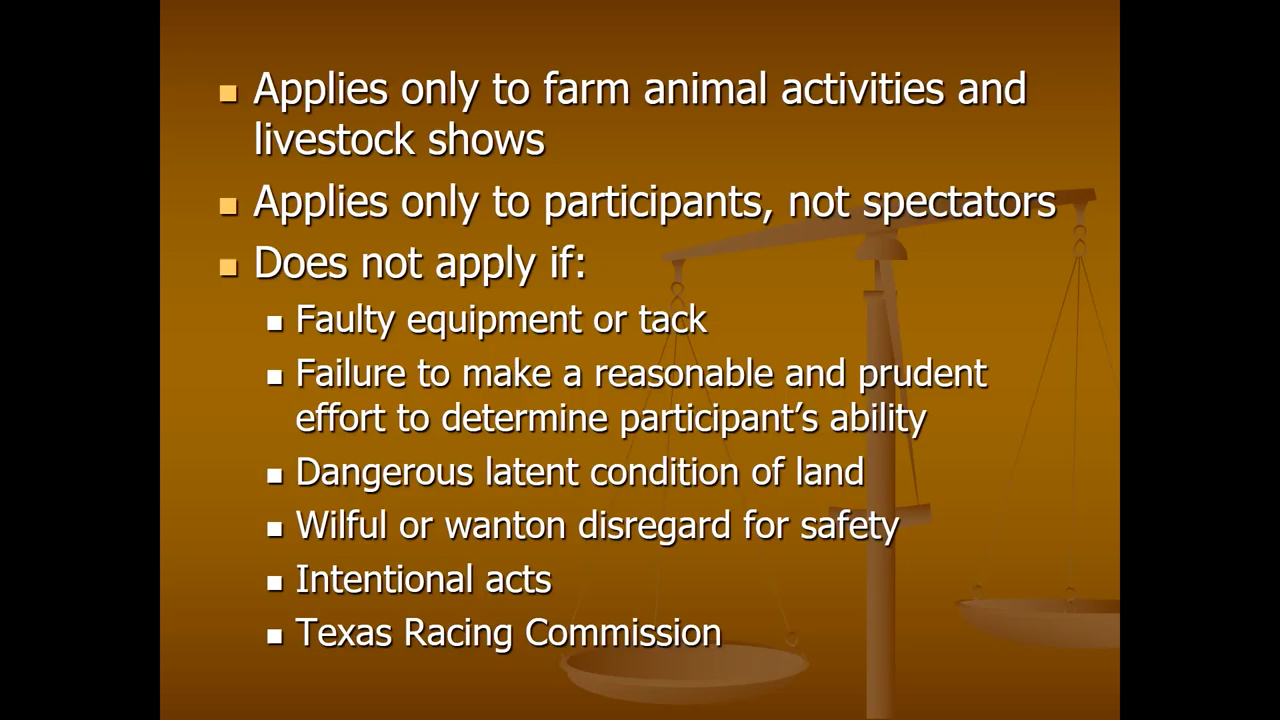 Applies only to farm animal activities and
livestock shows
Applies only to participants, not spectators
Does not apply if:
Faulty equipment or tack
Failure to make a reasonable and prudent
effort to determine participant’s ability
Dangerous latent condition of land
Wilful or wanton disregard for safety
Intentional acts
Texas Racing Commission